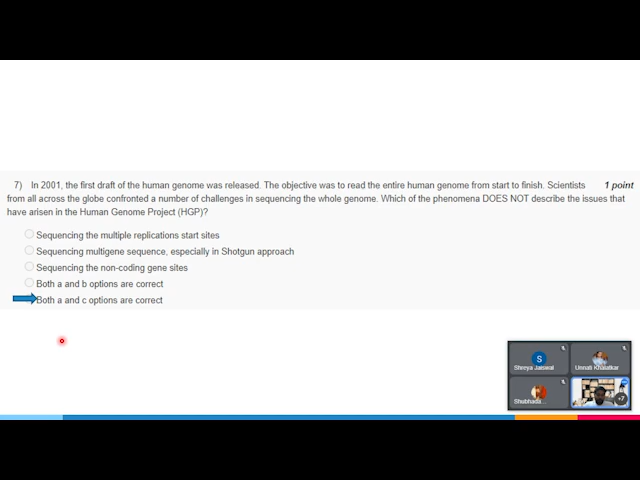 7) In 2001, the first draft of the human genome was released. The objective was to read the entire human genome from start to finish. Scientists 1 point
from all across the globe confronted a number of challenges in sequencing the whole genome. Which of the phenomena DOES NOT describe the issues that
have arisen in the Human Genome Project (HGP)?
Sequencing the multiple replications start sites
Sequencing multigene sequence, especially in Shotgun approach
Sequencing the non-coding gene sites
Both a and b options are correct
Both a and c options are correct
S
Shreya Jaiswal
Unnati Khalatkar
Shubhada...
+7